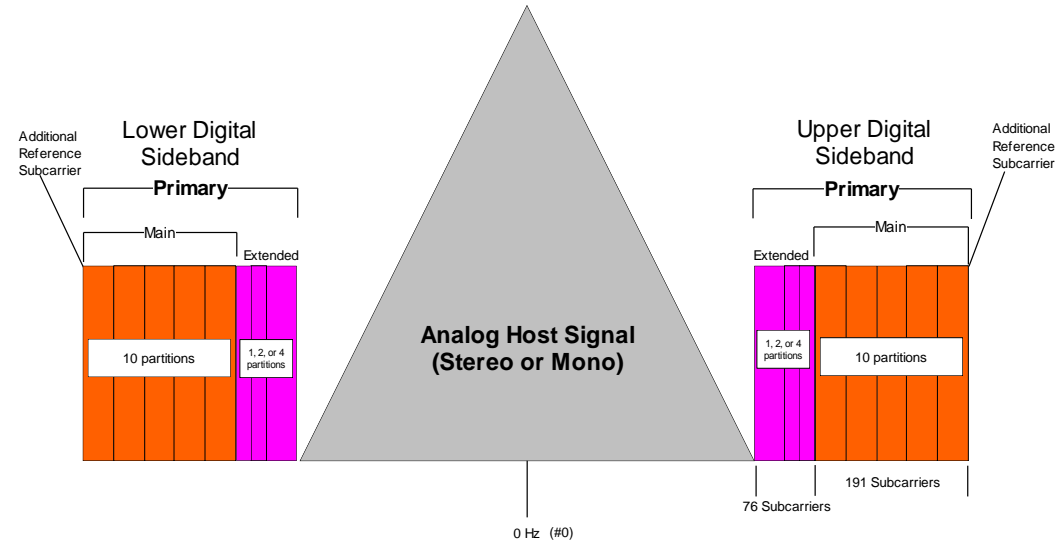 Additional
Reference
Subcarrier
Lower Digital
Sideband
Primary
Main
Extended
10 partitions
1, 2, or 4
partitions
Analog Host Signal
(Stereo or Mono)
0 Hz (#0)
Upper Digital
Sideband
Primary
Main
Extended
1, 2, or 4
partitions
10 partitions
Additional
Reference
Subcarrier
191 Subcarriers
76 Subcarriers